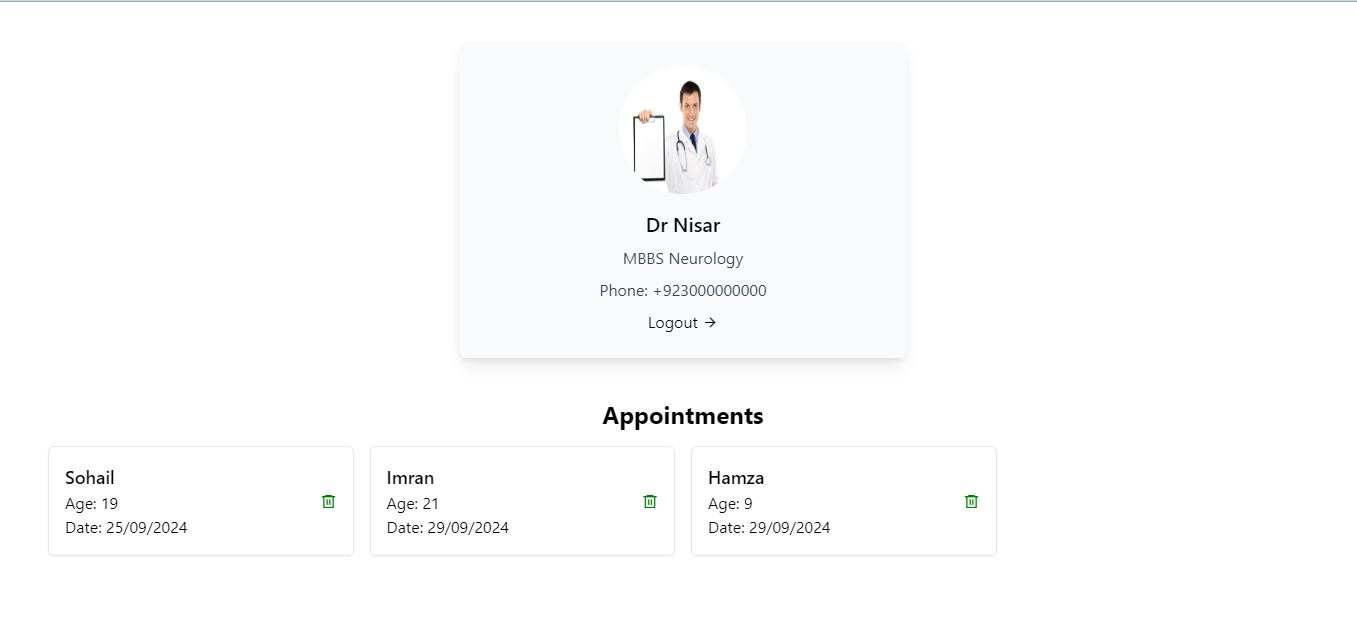 Dr Nisar
MBBS Neurology
Phone: +923000000000
Logout →
Appointments
Sohail
Age: 19
Date: 25/09/2024
Imran
Age: 21
Date: 29/09/2024
Hamza
Age: 9
Date: 29/09/2024